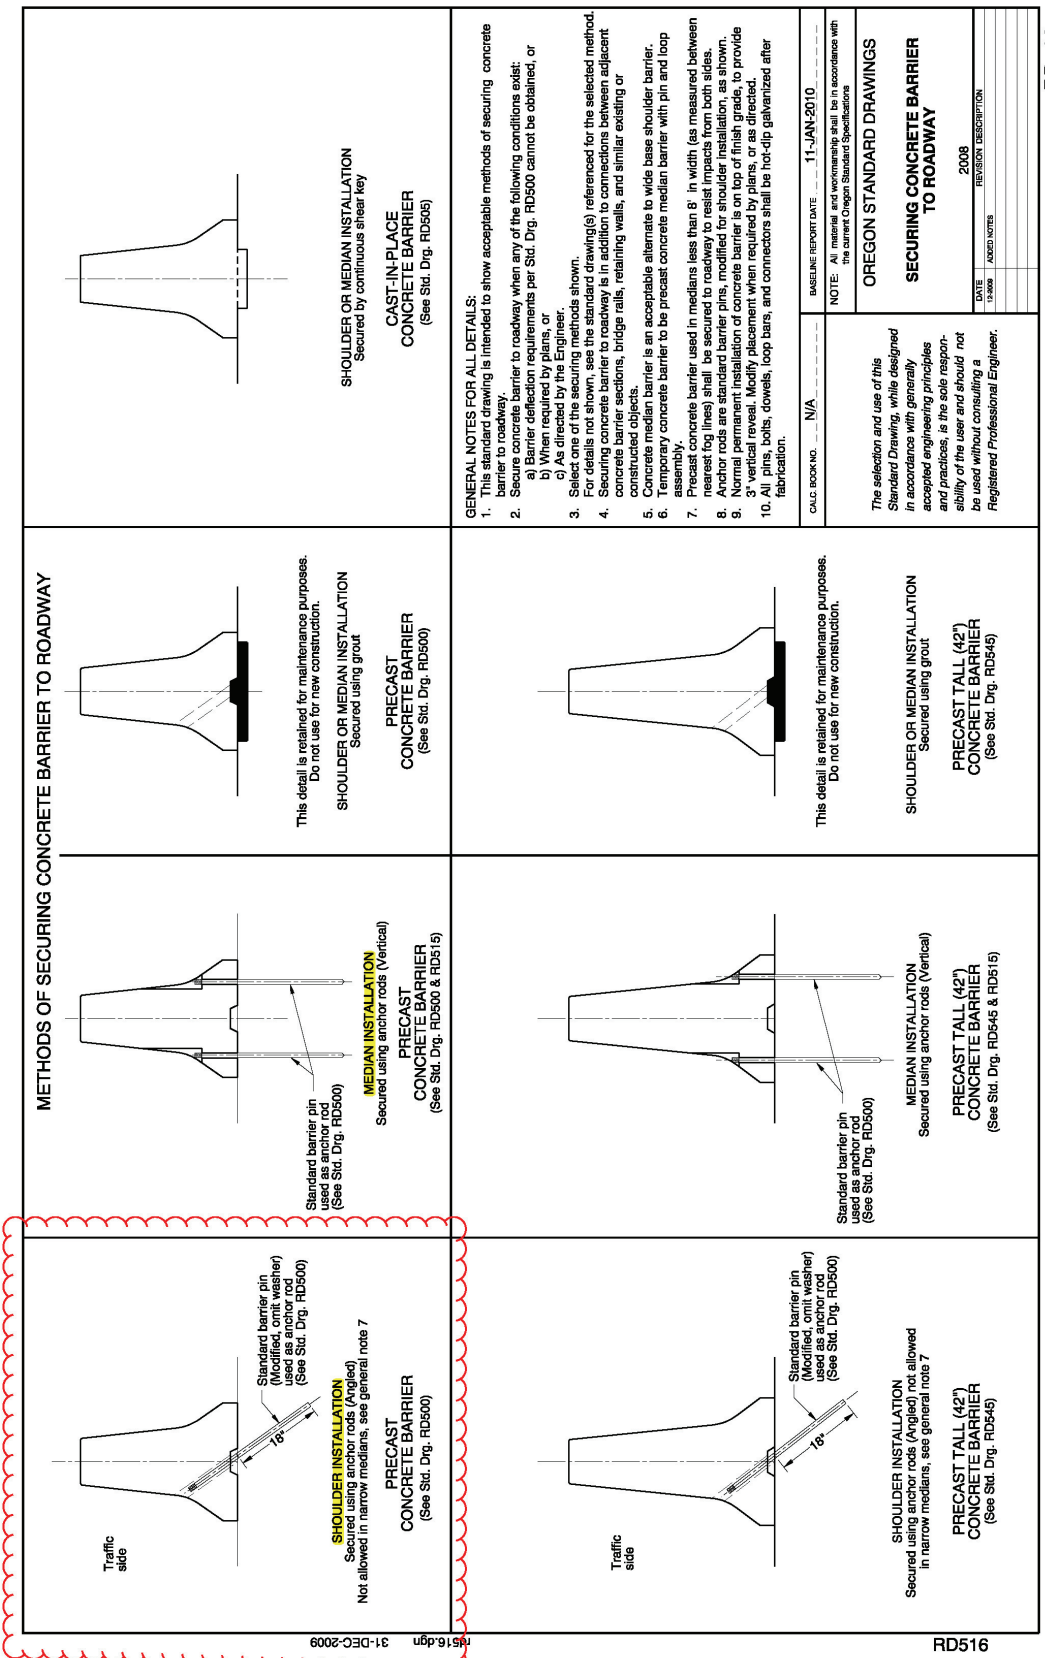 METHODS OF SECURING CONCRETE BARRIER TO ROADWAY
Traffic
side
Standard barrier pin
(Modified, omit washer)
used as anchor rod
(See Std. Drg. RD500)
18"
SHOULDER INSTALLATION
Secured using anchor rods (Angled)
Not allowed in narrow medians, see general note 7
PRECAST
CONCRETE BARRIER
(See Std. Drg. RD500)
Standard barrier pin
used as anchor rod
(See Std. Drg. RD500)
MEDIAN INSTALLATION
Secured using anchor rods (Vertical)
PRECAST
CONCRETE BARRIER
(See Std. Drg. RD500 & RD515)
This detail is retained for maintenance purposes.
Do not use for new construction.
SHOULDER OR MEDIAN INSTALLATION
Secured using grout
PRECAST
CONCRETE BARRIER
(See Std. Drg. RD500)
SHOULDER OR MEDIAN INSTALLATION
Secured by continuous shear key
CAST-IN-PLACE
CONCRETE BARRIER
(See Std. Drg. RD505)
Traffic
side
Standard barrier pin
(Modified, omit washer)
used as anchor rod
(See Std. Drg. RD500)
18"
SHOULDER INSTALLATION
Secured using anchor rods (Angled) not allowed
in narrow medians, see general note 7
PRECAST TALL (42")
CONCRETE BARRIER
(See Std. Drg. RD545)
Standard barrier pin
used as anchor rod
(See Std. Drg. RD500)
MEDIAN INSTALLATION
Secured using anchor rods (Vertical)
PRECAST TALL (42")
CONCRETE BARRIER
(See Std. Drg. RD545 & RD515)
This detail is retained for maintenance purposes.
Do not use for new construction.
SHOULDER OR MEDIAN INSTALLATION
Secured using grout
PRECAST TALL (42")
CONCRETE BARRIER
(See Std. Drg. RD545)
GENERAL NOTES FOR ALL DETAILS:
1. This standard drawing is intended to show acceptable methods of securing concrete
barrier to roadway.
2. Secure concrete barrier to roadway when any of the following conditions exist:
a) Barrier deflection requirements per Std. Drg. RD500 cannot be obtained, or
b) When required by plans, or
c) As directed by the Engineer.
3. Select one of the securing methods shown.
For details not shown, see the standard drawing(s) referenced for the selected method.
4. Securing concrete barrier to roadway is in addition to connections between adjacent
concrete barrier sections, bridge rails, retaining walls, and similar existing or
constructed objects.
5. Concrete median barrier is an acceptable alternate to wide base shoulder barrier.
6. Temporary concrete barrier to be precast concrete median barrier with pin and loop
assembly.
7. Precast concrete barrier used in medians less than 8' in width (as measured between
nearest fog lines) shall be secured to roadway to resist impacts from both sides.
8. Anchor rods are standard barrier pins, modified for shoulder installation, as shown.
9. Normal permanent installation of concrete barrier is on top of finish grade, to provide
3" vertical reveal. Modify placement when required by plans, or as directed.
10. All pins, bolts, dowels, loop bars, and connectors shall be hot-dip galvanized after
fabrication.
CALC. BOOK NO. N/A
BASELINE REPORT DATE 11-JAN-2010
The selection and use of this
Standard Drawing, while designed
in accordance with generally
accepted engineering principles
and practices, is the sole respon-
sibility of the user and should not
be used without consulting a
Registered Professional Engineer.
NOTE: All material and workmanship shall be in accordance with
the current Oregon Standard Specifications
OREGON STANDARD DRAWINGS
SECURING CONCRETE BARRIER
TO ROADWAY
2008
DATE REVISION DESCRIPTION
12-2009 ADDED NOTES
rd516.dgn 31-DEC-2009
RD516